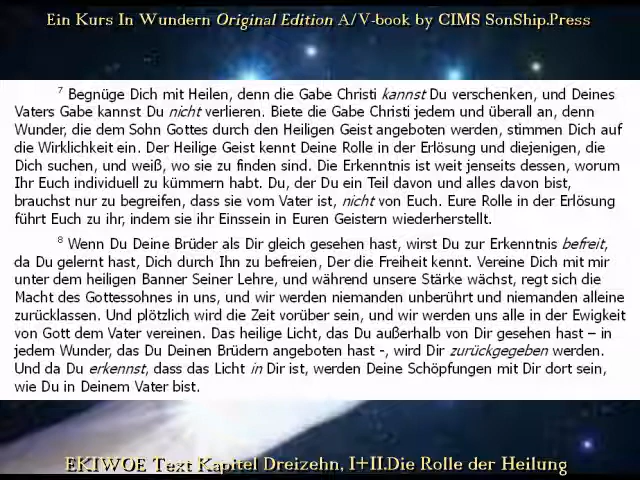 Ein Kurs In Wundern Original Edition A/V-book by CIMS SonShip.Press
7 Begnüge Dich mit Heilen, denn die Gabe Christi kannst Du verschenken, und Deines
Vaters Gabe kannst Du nicht verlieren. Biete die Gabe Christi jedem und überall an, denn
Wunder, die dem Sohn Gottes durch den Heiligen Geist angeboten werden, stimmen Dich auf
die Wirklichkeit ein. Der Heilige Geist kennt Deine Rolle in der Erlösung und diejenigen, die
Dich suchen, und weiß, wo sie zu finden sind. Die Erkenntnis ist weit jenseits dessen, worum
Ihr Euch individuell zu kümmern habt. Du, der Du ein Teil davon und alles davon bist,
brauchst nur zu begreifen, dass sie vom Vater ist, nicht von Euch. Eure Rolle in der Erlösung
führt Euch zu ihr, indem sie ihr Einssein in Euren Geistern wiederherstellt.
8 Wenn Du Deine Brüder als Dir gleich gesehen hast, wirst Du zur Erkenntnis befreit,
da Du gelernt hast, Dich durch Ihn zu befreien, Der die Freiheit kennt. Vereine Dich mit mir
unter dem heiligen Banner Seiner Lehre, und während unsere Stärke wächst, regt sich die
Macht des Gottessohnes in uns, und wir werden niemanden unberührt und niemanden alleine
zurücklassen. Und plötzlich wird die Zeit vorüber sein, und wir werden uns alle in der Ewigkeit
von Gott dem Vater vereinen. Das heilige Licht, das Du außerhalb von Dir gesehen hast – in
jedem Wunder, das Du Deinen Brüdern angeboten hast -, wird Dir zurückgegeben werden.
Und da Du erkennst, dass das Licht in Dir ist, werden Deine Schöpfungen mit Dir dort sein,
wie Du in Deinem Vater bist.
EKIWOE Text Kapitel Dreizehn, I+II.Die Rolle der Heilung